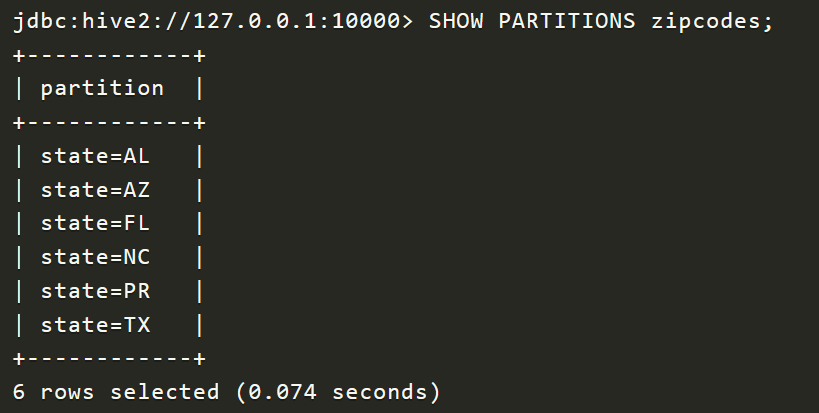 jdbc:hive2://127.0.0.1:10000> SHOW PARTITIONS zipcodes;
+------------+
| partition  |
+------------+
| state=AL   |
| state=AZ   |
| state=FL   |
| state=NC   |
| state=PR   |
| state=TX   |
+------------+
6 rows selected (0.074 seconds)